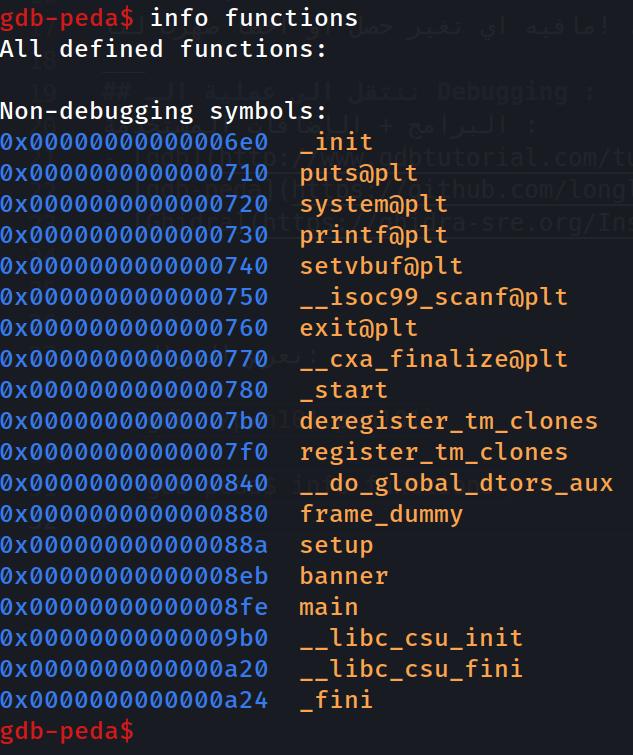 gdb-peda$ info functions
All defined functions:
Non-debugging symbols:
0x00000000000006e0 _init
0x0000000000000710 puts@plt
0x0000000000000720 system@plt
0x0000000000000730 printf@plt
0x0000000000000740 setvbuf@plt
0x0000000000000750 __isoc99_scanf@plt
0x0000000000000760 exit@plt
0x0000000000000770 __cxa_finalize@plt
0x0000000000000780 _start
0x00000000000007b0 deregister_tm_clones
0x00000000000007f0 register_tm_clones
0x0000000000000840 __do_global_dtors_aux
0x0000000000000880 frame_dummy
0x000000000000088a setup
0x00000000000008eb banner
0x00000000000008fe main
0x00000000000009b0 __libc_csu_init
0x0000000000000a20 __libc_csu_fini
0x0000000000000a24 _fini
gdb-peda$